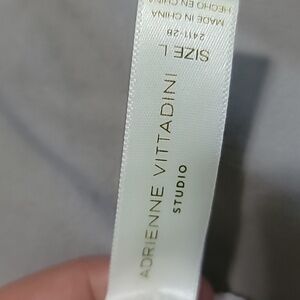 ADRIENNE VITTADINI
STUDIO
SIZE L
2411-28
MADE IN CHINA
HECHO EN CHINA